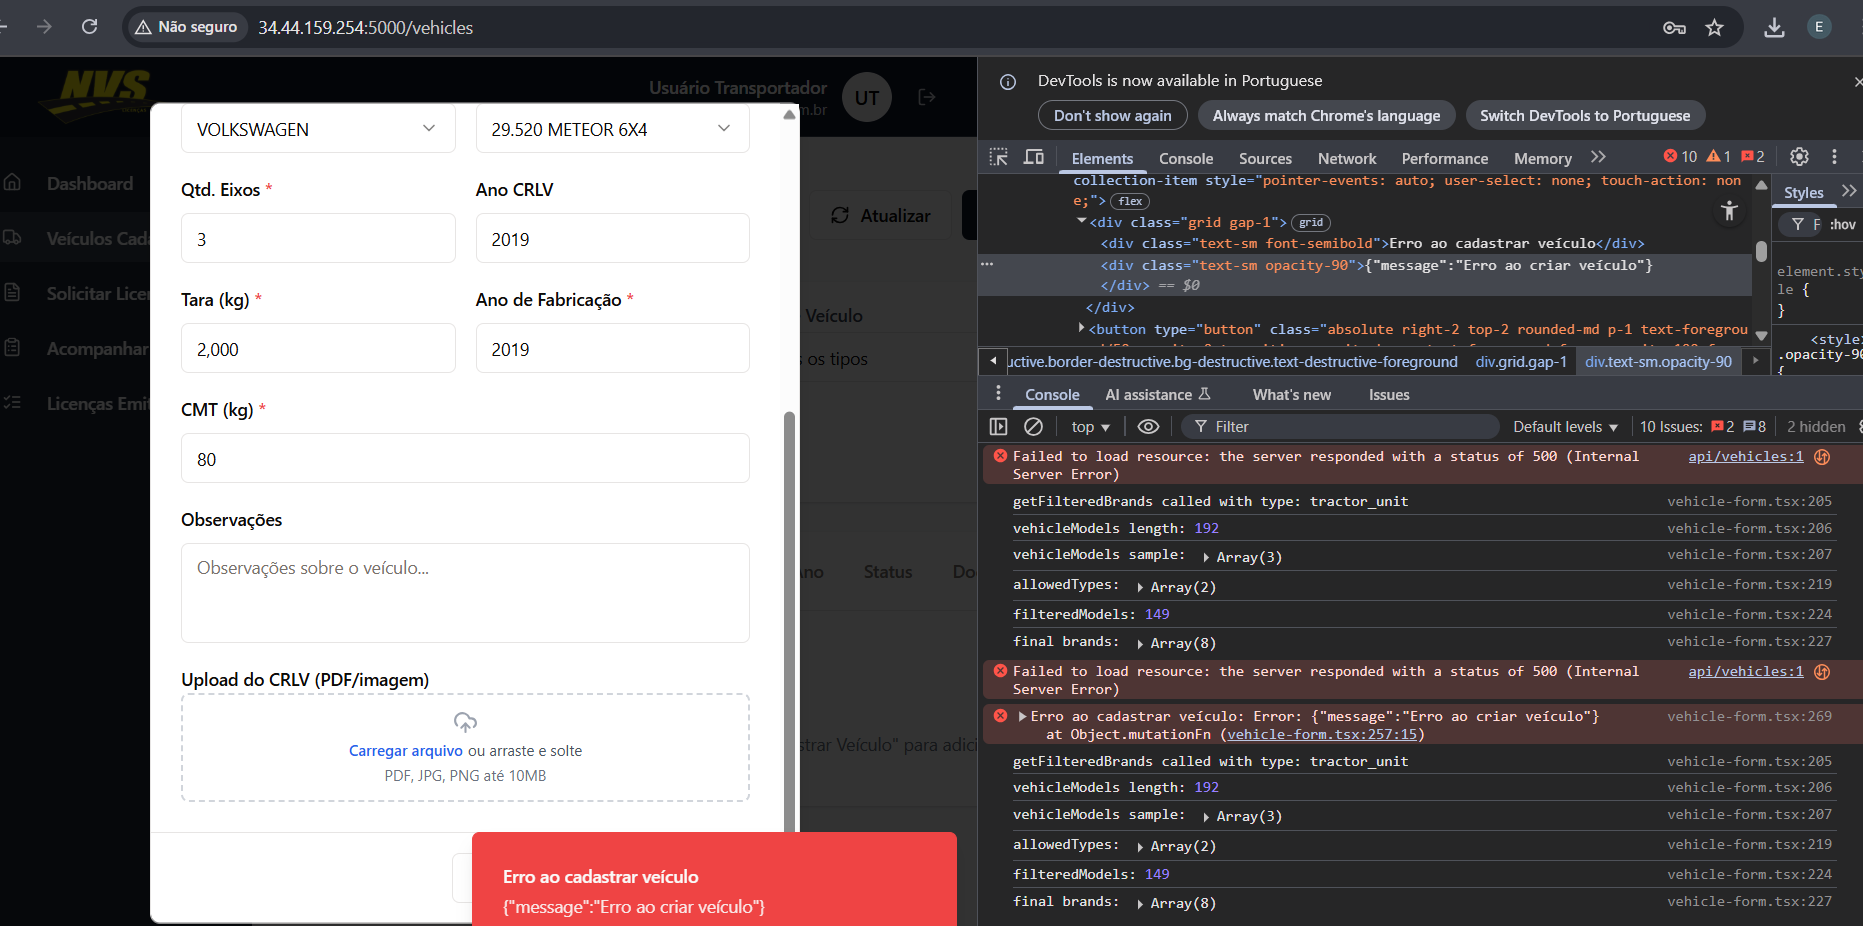 Não seguro
34.44.159.254:5000/vehicles
E
NVS
Usuário Transportador
m.br
UT
Dashboard
Veículos Cada
Solicitar Licen
Acompanhar
Licenças Emit
Atualizar
Veículo
s os tipos
Ano
Status
Do
strar Veículo" para adici
VOLKSWAGEN
29.520 METEOR 6X4
Qtd. Eixos *
Ano CRLV
3
2019
Tara (kg) *
Ano de Fabricação *
2,000
2019
CMT (kg) *
80
Observações
Observações sobre o veículo...
Upload do CRLV (PDF/imagem)
Carregar arquivo ou arraste e solte
PDF, JPG, PNG até 10MB
Erro ao cadastrar veículo
{"message":"Erro ao criar veículo"}
DevTools is now available in Portuguese
Don't show again
Always match Chrome's language
Switch DevTools to Portuguese
Elements
Console
Sources
Network
Performance
Memory
10
1
2
collection-item style="pointer-events: auto; user-select: none; touch-action: non
e;"> flex
<div class="grid gap-1"> grid
<div class="text-sm font-semibold">Erro ao cadastrar veículo</div>
<div class="text-sm opacity-90">{"message":"Erro ao criar veículo"}
</div> == $0
</div>
<button type="button" class="absolute right-2 top-2 rounded-md p-1 text-foregrou
Styles
F
:hov
element.sty
le {
}
<style>
.opacity-90
{
uctive.border-destructive.bg-destructive.text-destructive-foreground
div.grid.gap-1
div.text-sm.opacity-90
Console
AI assistance
What's new
Issues
top
Filter
Default levels
10 Issues:
2
8
2 hidden
Failed to load resource: the server responded with a status of 500 (Internal
Server Error)
api/vehicles:1
getFilteredBrands called with type: tractor_unit
vehicle-form.tsx:205
vehicleModels length: 192
vehicle-form.tsx:206
vehicleModels sample: Array(3)
vehicle-form.tsx:207
allowedTypes: Array(2)
vehicle-form.tsx:219
filteredModels: 149
vehicle-form.tsx:224
final brands: Array(8)
vehicle-form.tsx:227
Failed to load resource: the server responded with a status of 500 (Internal
Server Error)
api/vehicles:1
Erro ao cadastrar veículo: Error: {"message":"Erro ao criar veículo"}
vehicle-form.tsx:269
at Object.mutationFn (vehicle-form.tsx:257:15)
getFilteredBrands called with type: tractor_unit
vehicle-form.tsx:205
vehicleModels length: 192
vehicle-form.tsx:206
vehicleModels sample: Array(3)
vehicle-form.tsx:207
allowedTypes: Array(2)
vehicle-form.tsx:219
filteredModels: 149
vehicle-form.tsx:224
final brands: Array(8)
vehicle-form.tsx:227